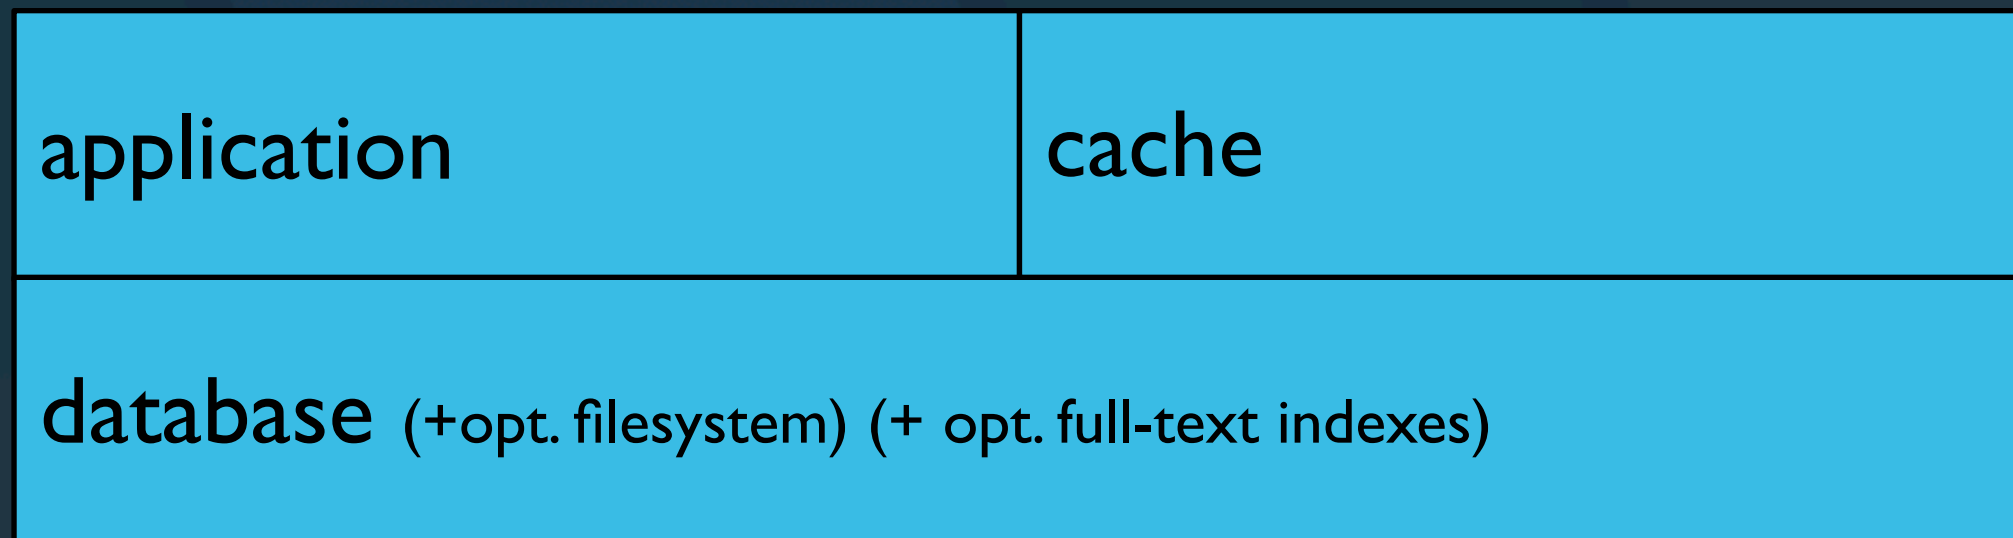 application
cache
database (+opt. filesystem) (+ opt. full-text indexes)